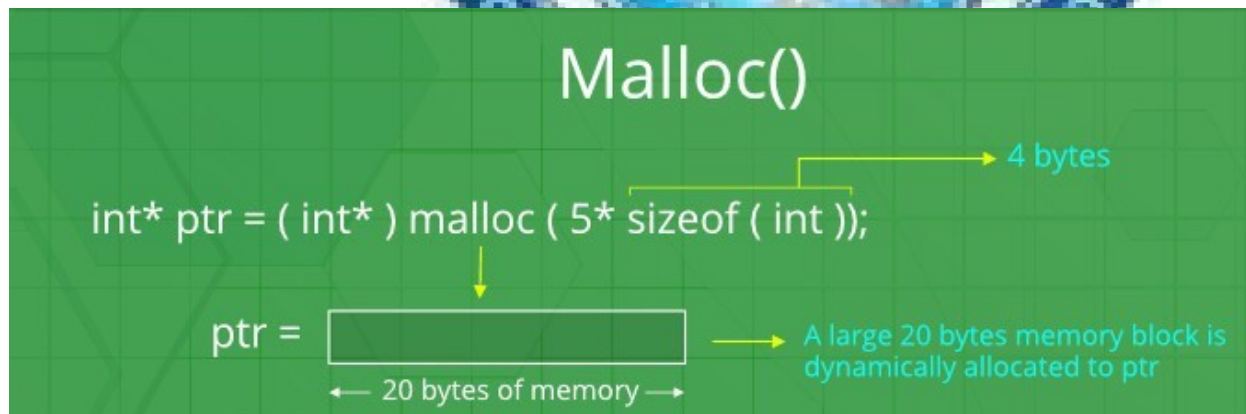 Malloc()
4 bytes
int* ptr = ( int* ) malloc ( 5* sizeof ( int ));
ptr =
A large 20 bytes memory block is
dynamically allocated to ptr
20 bytes of memory